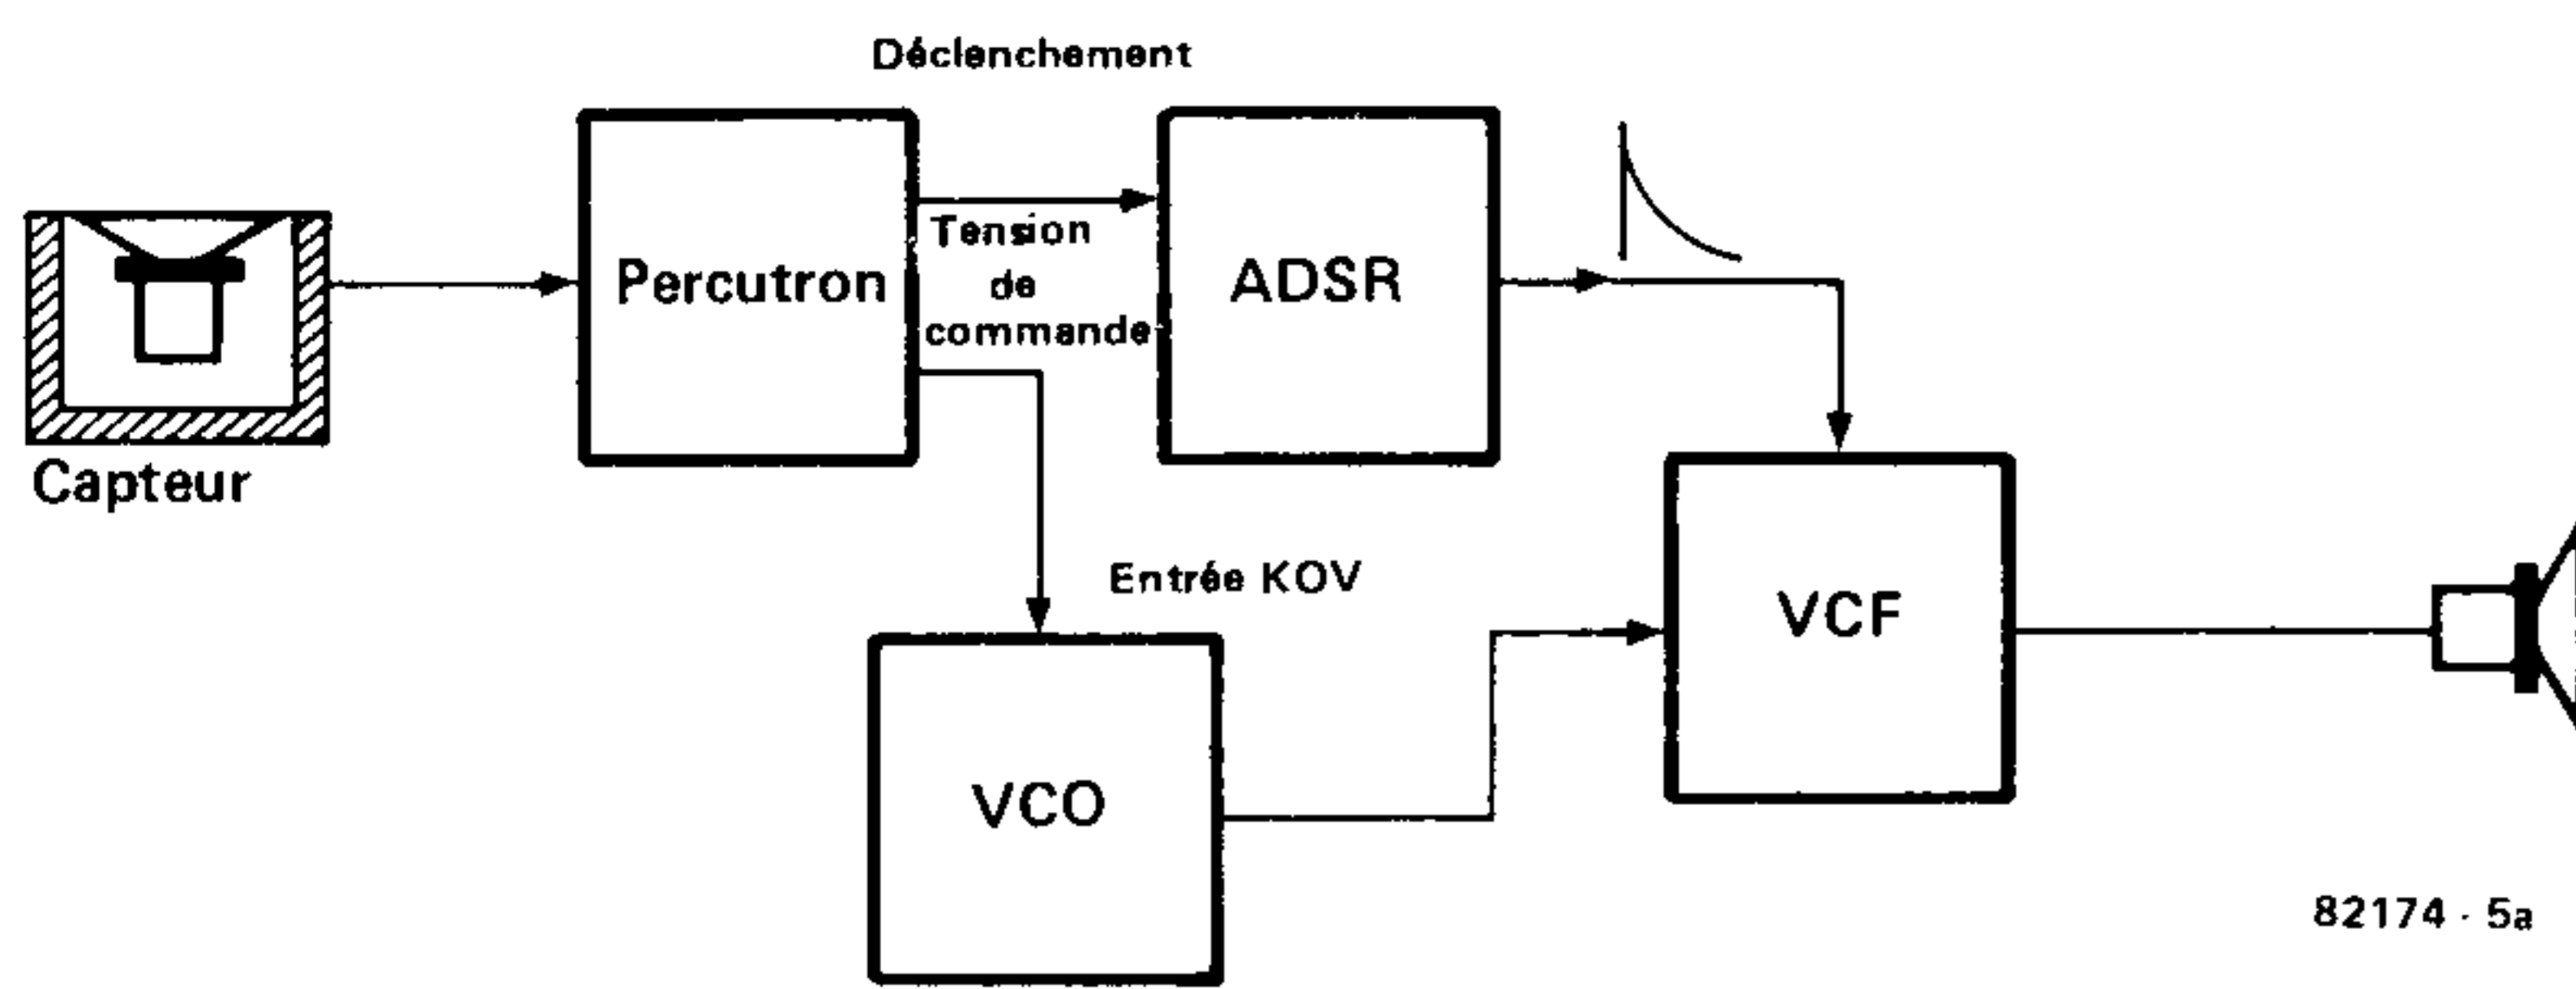 Déclenchement
Capteur
Percutron
Tension
de
commande
ADSR
Entrée KOV
VCO
VCF
82174 - 5a